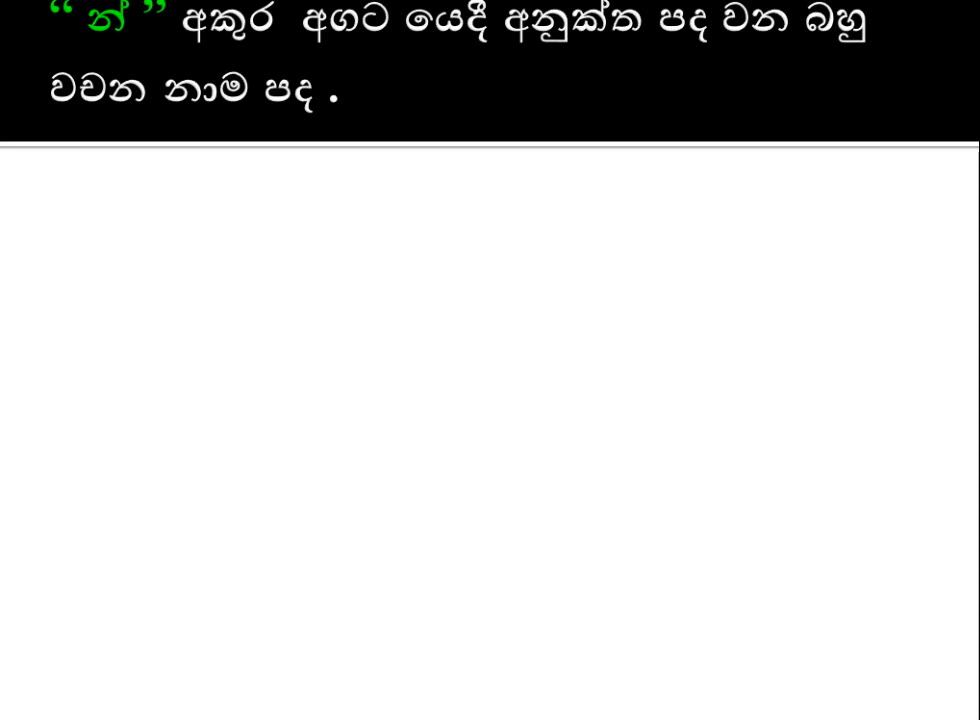 “ න් ” අකුර අගට යෙදී අනුක්ත පද වන බහු
වචන නාම පද .